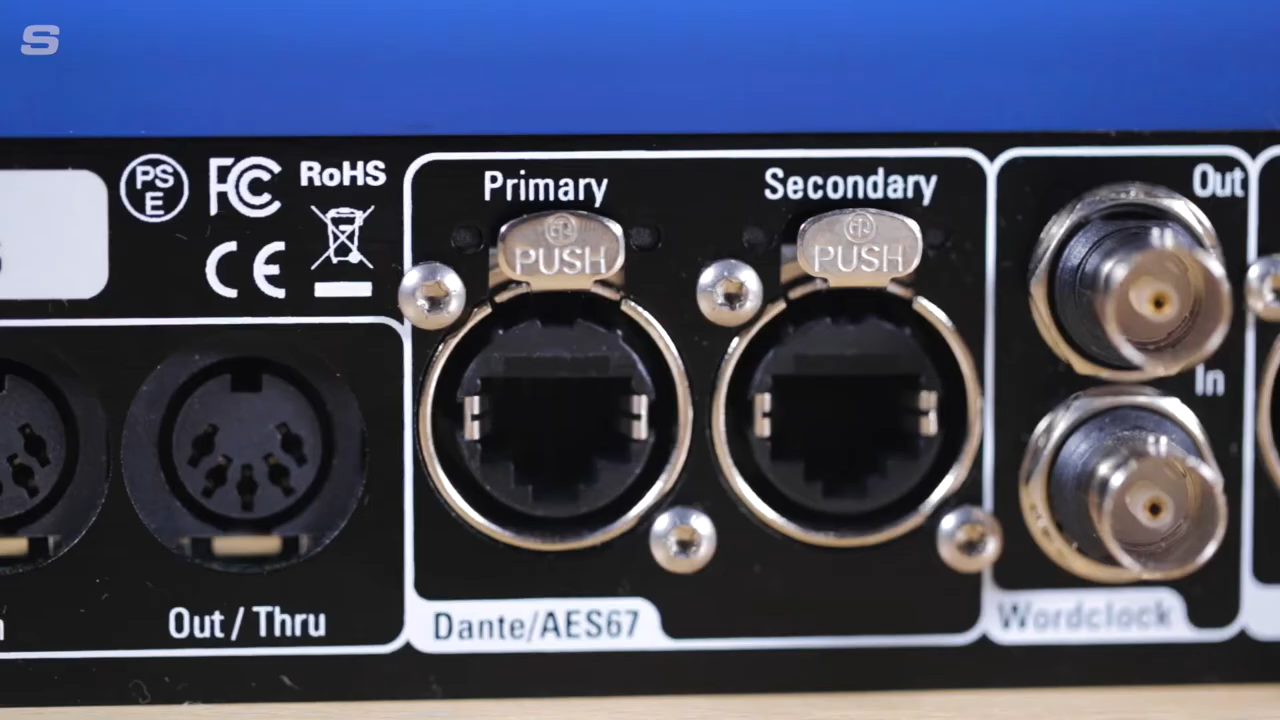 S
PS
E
FC
RoHS
CE
Primary
Secondary
PUSH
PUSH
Out
In
Out / Thru
Dante/AES67
Wordclock